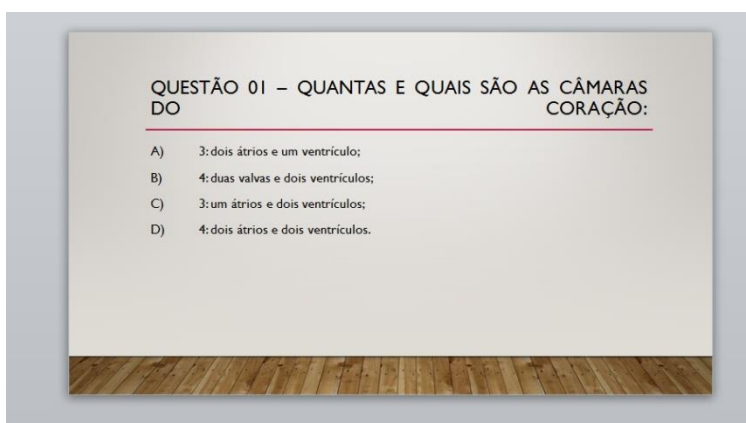 QUESTÃO 01 – QUANTAS E QUAIS SÃO AS CÂMARAS
DO CORAÇÃO:
A) 3: dois átrios e um ventrículo;
B) 4: duas valvas e dois ventrículos;
C) 3: um átrios e dois ventrículos;
D) 4: dois átrios e dois ventrículos.